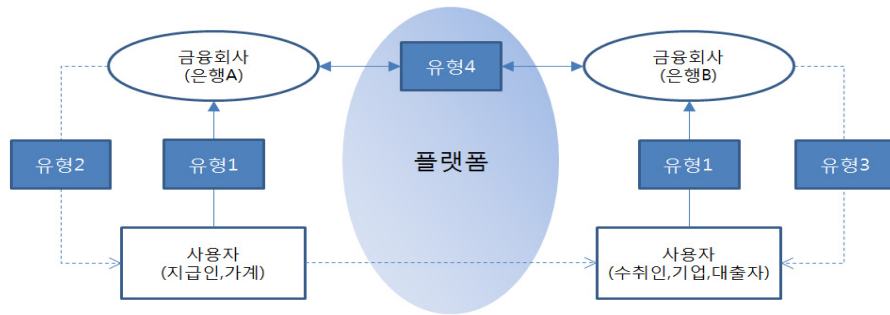 금융회사
(은행A)
유형4
금융회사
(은행B)
유형2
유형1
플랫폼
유형1
유형3
사용자
(지급인,가계)
사용자
(수취인,기업,대출자)